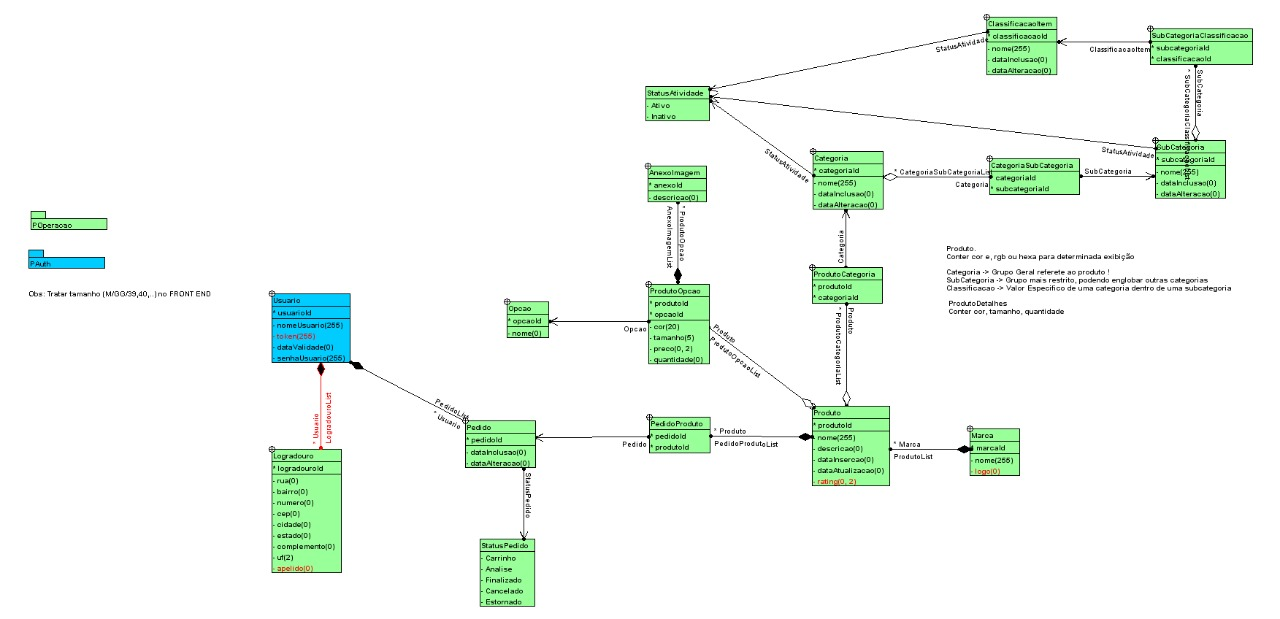 ClassificacaoItem
* classificacaoId
- nome(255)
- dataInclusao(0)
- dataAlteracao(0)
StatusAtividade
ClassificacaoItem
SubCategoriaClassificacao
* subcategoriaId
* classificacaoId
SubCategoria
StatusAtividade
- Ativo
- Inativo
StatusAtividade
StatusAtividade
SubCategoria
* subcategoriaId
- nome(255)
- dataInclusao(0)
- dataAlteracao(0)
Categoria
* categoriaId
- nome(255)
- dataInclusao(0)
- dataAlteracao(0)
* CategoriaSubCategoriaList
Categoria
CategoriaSubCategoria
* categoriaId
* subcategoriaId
SubCategoria
AnexoImagem
* anexoId
- descricao(0)
* ProdutoOpcao
AnexoImagemList
Categoria
POperacao
PAuth
Obs: Tratar tamanho (M/GG/39,40,..) no FRONT END
Produto.
Conter cor e, rgb ou hexa para determinada exibição
Categoria -> Grupo Geral referete ao produto !
SubCategoria -> Grupo mais restrito, podendo englobar outras categorias
Classificacao -> Valor Especifico de uma categoria dentro de uma subcategoria
ProdutoDetalhes
Conter cor, tamanho, quantidade
ProdutoCategoria
* produtoId
* categoriaId
Produto
* ProdutoCategoriaList
ProdutoOpcao
* produtoId
* opcaoId
- cor(20)
- tamanho(5)
- preco(0, 2)
- quantidade(0)
Produto
ProdutoOpcaoList
Opcao
* opcaoId
- nome(0)
Opcao
Usuario
* usuarioId
- nomeUsuario(255)
- token(255)
- dataValidade(0)
- senhaUsuario(255)
* Usuario
LogradouroList
PedidoList
* Usuario
Pedido
* pedidoId
- dataInclusao(0)
- dataAlteracao(0)
Pedido
PedidoProduto
* pedidoId
* produtoId
* Produto
PedidoProdutoList
Produto
* produtoId
- nome(255)
- descricao(0)
- dataInsercao(0)
- dataAtualizacao(0)
- rating(0, 2)
* Marca
ProdutoList
Marca
* marcaId
- nome(255)
- logo(0)
Logradouro
* logradouroId
- rua(0)
- bairro(0)
- numero(0)
- cep(0)
- cidade(0)
- estado(0)
- complemento(0)
- uf(2)
- apelido(0)
StatusPedido
StatusPedido
- Carrinho
- Analise
- Finalizado
- Cancelado
- Estornado